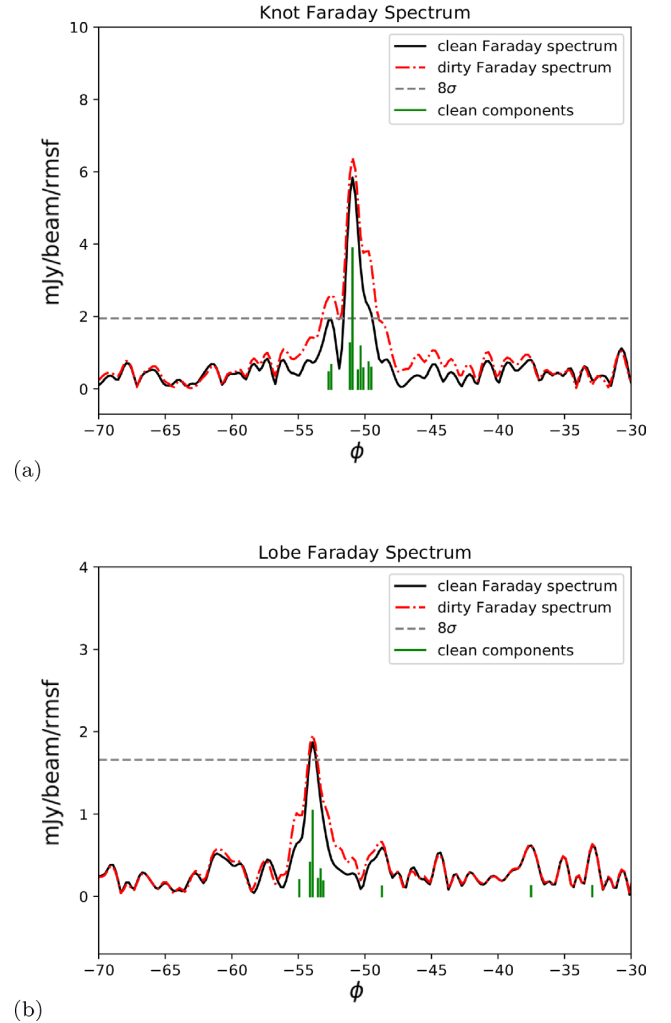 Knot Faraday Spectrum
10
8
6
4
2
0
mJy/beam/rmsf
clean Faraday spectrum
dirty Faraday spectrum
8σ
clean components
−70 −65 −60 −55 −50 −45 −40 −35 −30
ϕ
(a)
Lobe Faraday Spectrum
4
3
2
1
0
mJy/beam/rmsf
clean Faraday spectrum
dirty Faraday spectrum
8σ
clean components
−70 −65 −60 −55 −50 −45 −40 −35 −30
ϕ
(b)